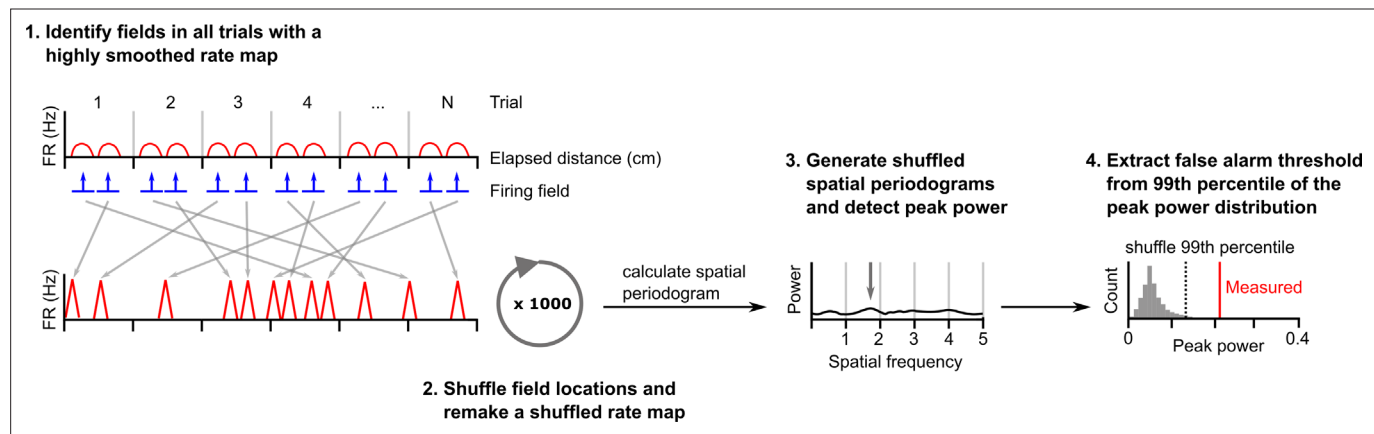 1. Identify fields in all trials with a
highly smoothed rate map
1 2 3 4 ... N Trial
FR (Hz)
Elapsed distance (cm)
Firing field
FR (Hz)
x 1000
2. Shuffle field locations and
remake a shuffled rate map
calculate spatial
periodogram
3. Generate shuffled
spatial periodograms
and detect peak power
Power
1 2 3 4 5
Spatial frequency
4. Extract false alarm threshold
from 99th percentile of the
peak power distribution
shuffle 99th percentile
Count
Measured
0 0.4
Peak power